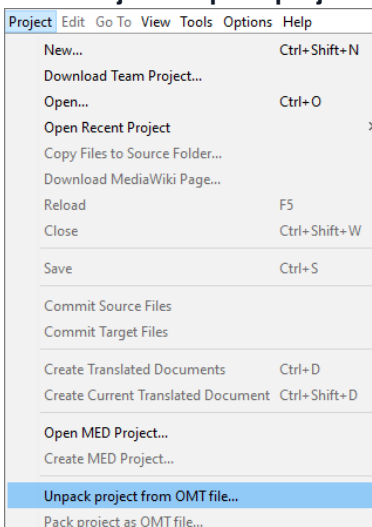 Project Edit Go To View Tools Options Help
New... Ctrl+Shift+N
Download Team Project...
Open... Ctrl+O
Open Recent Project
Copy Files to Source Folder...
Download MediaWiki Page...
Reload F5
Close Ctrl+Shift+W
Save Ctrl+S
Commit Source Files
Commit Target Files
Create Translated Documents Ctrl+D
Create Current Translated Document Ctrl+Shift+D
Open MED Project...
Create MED Project...
Unpack project from OMT file...
Pack project as OMT file...